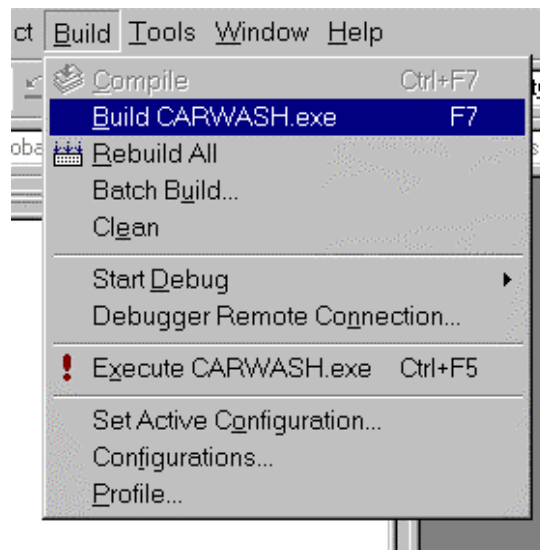 ct Build Tools Window Help
Compile Ctrl+F7
Build CARWASH.exe F7
oba
Rebuild All
Batch Build...
Clean
Start Debug
Debugger Remote Connection...
Execute CARWASH.exe Ctrl+F5
Set Active Configuration...
Configurations...
Profile...